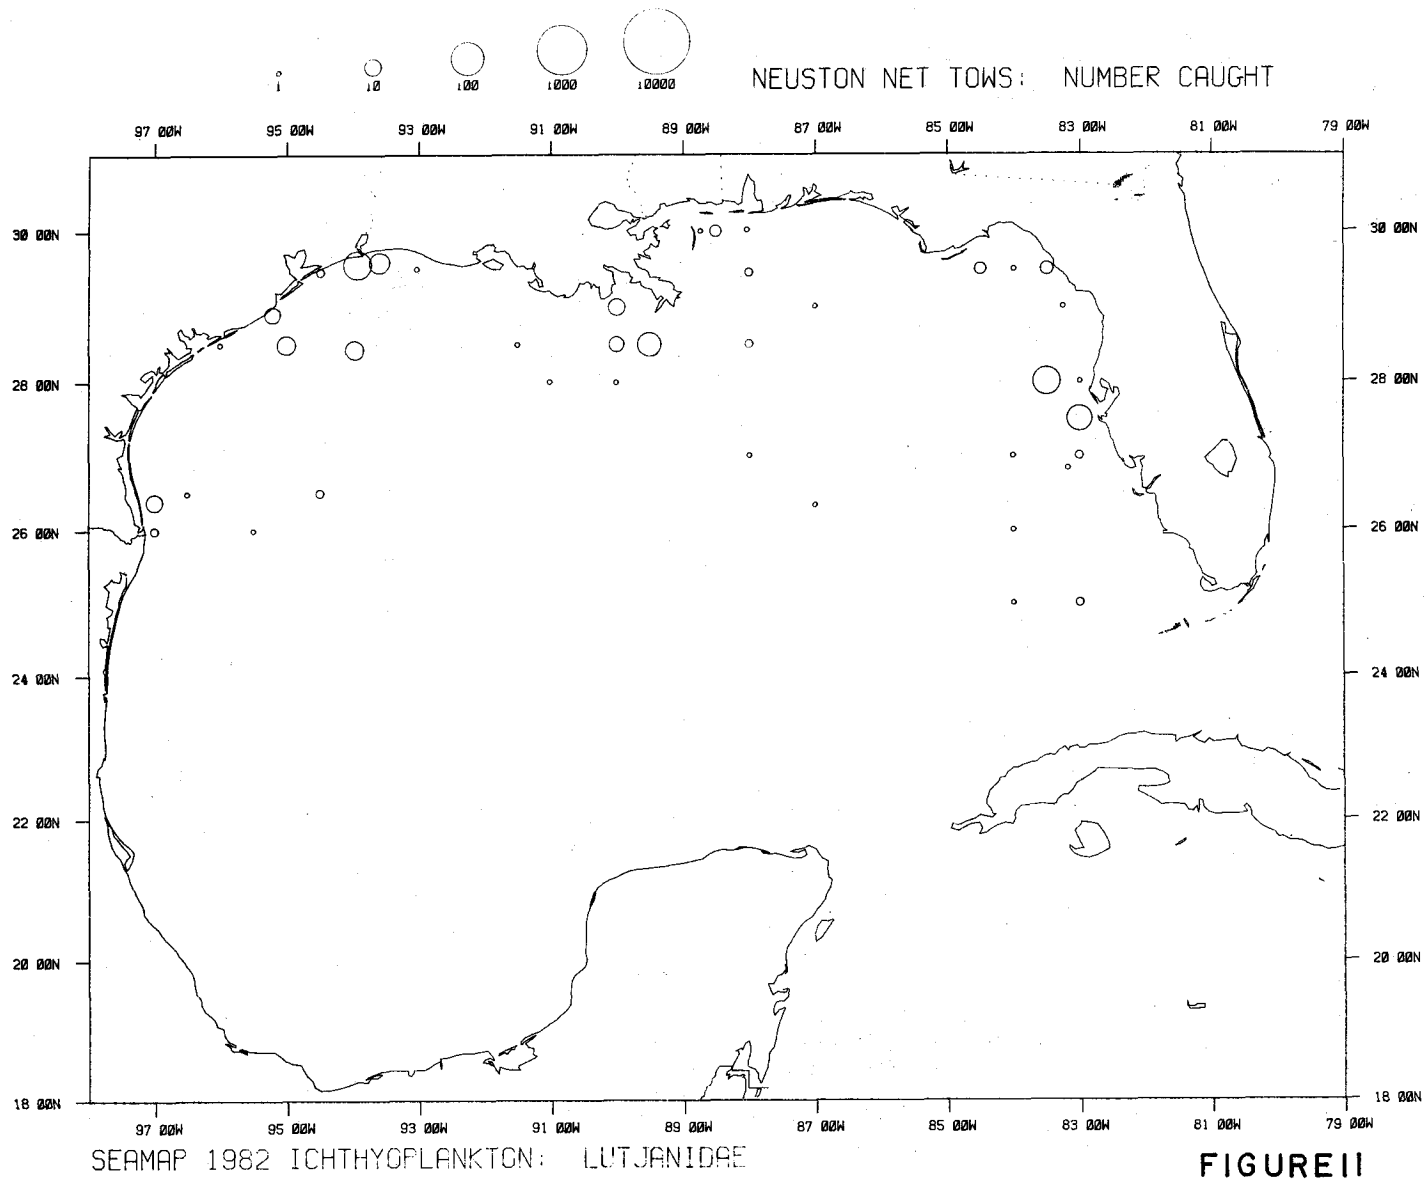 1 10 100 1000 10000
NEUSTON NET TOWS: NUMBER CAUGHT
97 00W 95 00W 93 00W 91 00W 89 00W 87 00W 85 00W 83 00W 81 00W 79 00W
30 00N 30 00N
28 00N 28 00N
26 00N 26 00N
24 00N 24 00N
22 00N 22 00N
20 00N 20 00N
18 00N 18 00N
97 00W 95 00W 93 00W 91 00W 89 00W 87 00W 85 00W 83 00W 81 00W 79 00W
SEAMAP 1982 ICHTHYOPLANKTON: LUTJANIDAE
FIGURE11